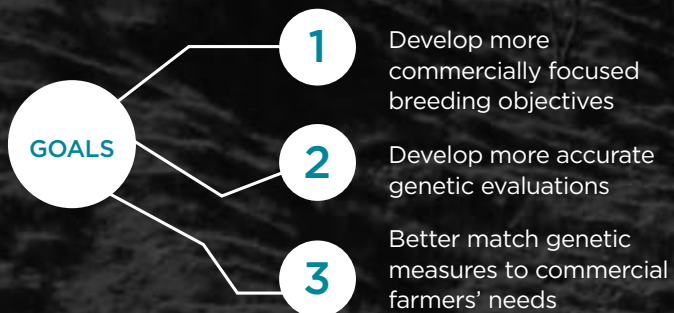 GOALS
1
Develop more
commercially focused
breeding objectives
2
Develop more accurate
genetic evaluations
3
Better match genetic
measures to commercial
farmers' needs